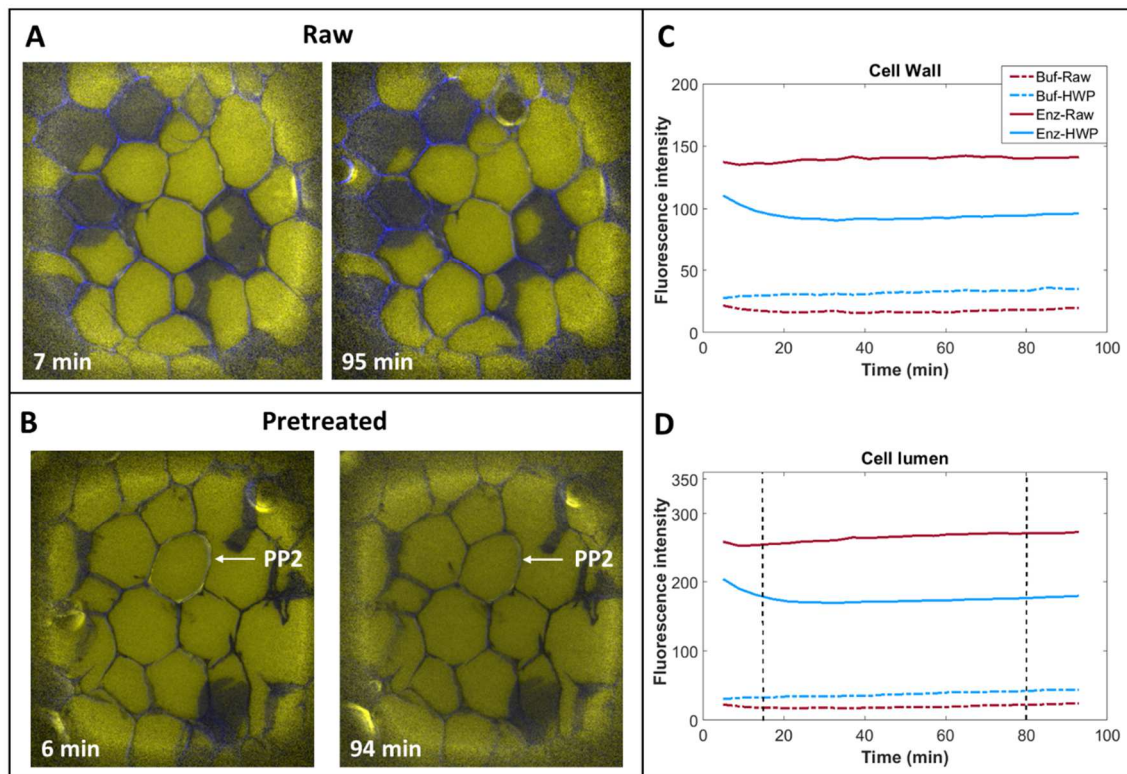 A
Raw
7 min
95 min
B
Pretreated
PP2
PP2
6 min
94 min
C
Cell Wall
Buf-Raw
Buf-HWP
Enz-Raw
Enz-HWP
Fluorescence intensity
200
150
100
50
0
0 20 40 60 80 100
Time (min)
D
Cell lumen
Fluorescence intensity
350
300
200
100
0
0 20 40 60 80 100
Time (min)